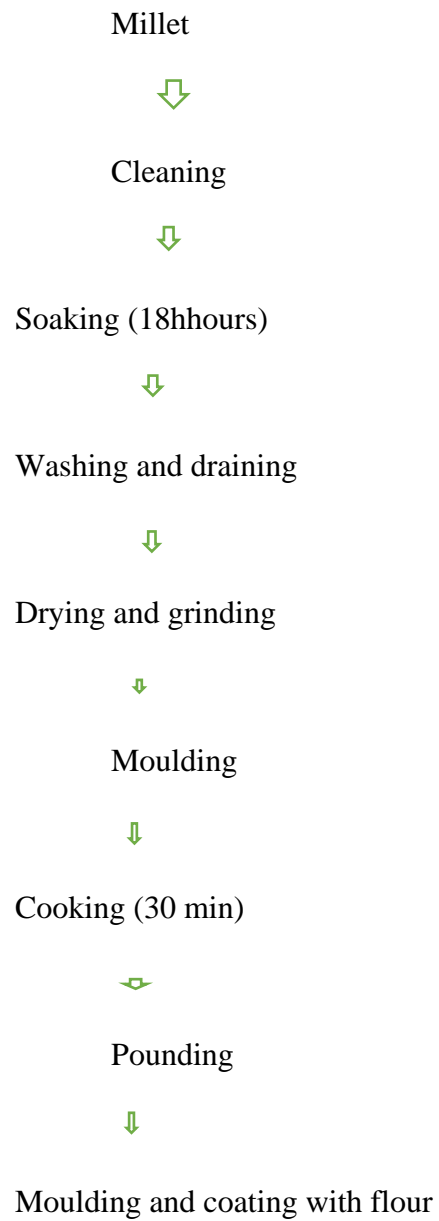 Millet
Cleaning
Soaking (18hhours)
Washing and draining
Drying and grinding
Moulding
Cooking (30 min)
Pounding
Moulding and coating with flour